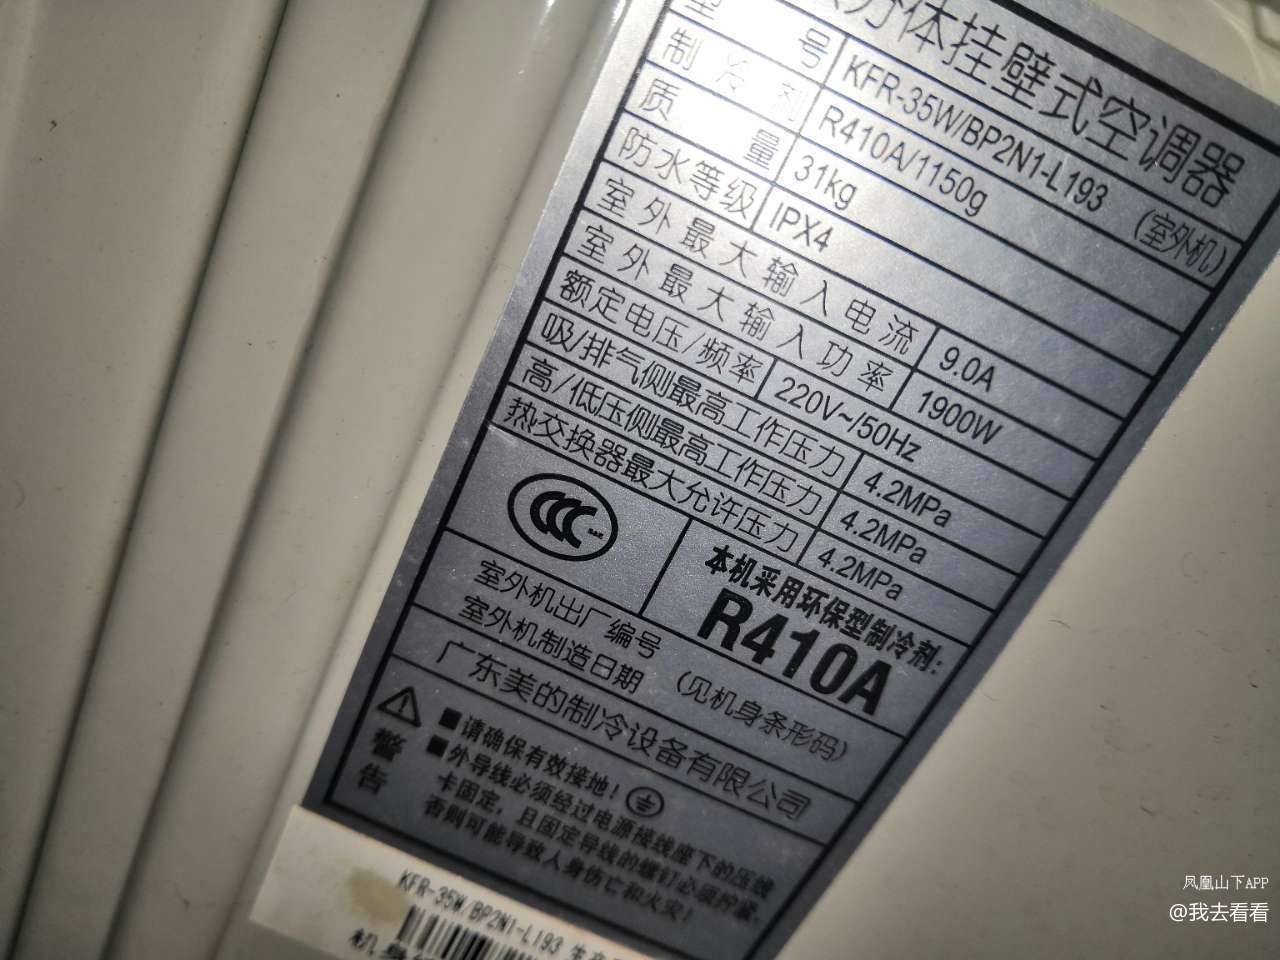 分体挂壁式空调器
型号 KFR-35W/BP2N1-L193 (室外机)
制冷剂 R410A/1150g
质量 31kg
防水等级 IPX4
室外最大输入电流 9.0A
室外最大输入功率 1900W
额定电压/频率 220V~/50Hz
吸/排气侧最高工作压力 4.2MPa
高/低压侧最高工作压力 4.2MPa
热交换器最大允许压力 4.2MPa
本机采用环保型制冷剂:
R410A
室外机出厂编号
室外机制造日期
(见机身条形码)
广东美的制冷设备有限公司
警告
■请确保有效接地!
■外导线必须经过电源接线座下的压线
卡固定,且固定导线的螺钉必须拧紧,
否则可能导致人身伤亡和火灾!
KFR-35W/BP2N1-L193
机身
凤凰山下APP
@我去看看